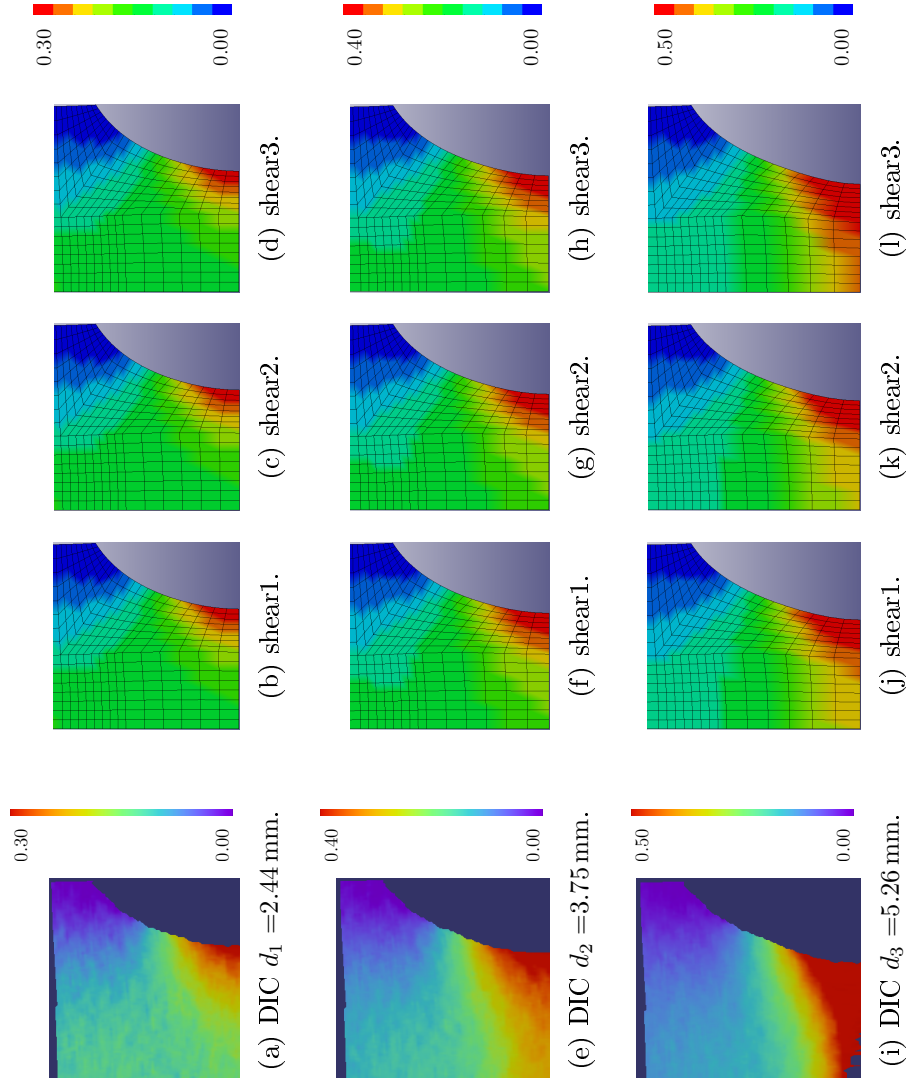 0.30
0.00
(a) DIC d₁ =2.44 mm.
(b) shear1.
(c) shear2.
(d) shear3.
0.30
0.00
0.40
0.00
(e) DIC d₂ =3.75 mm.
(f) shear1.
(g) shear2.
(h) shear3.
0.40
0.00
0.50
0.00
(i) DIC d₃ =5.26 mm.
(j) shear1.
(k) shear2.
(l) shear3.
0.50
0.00